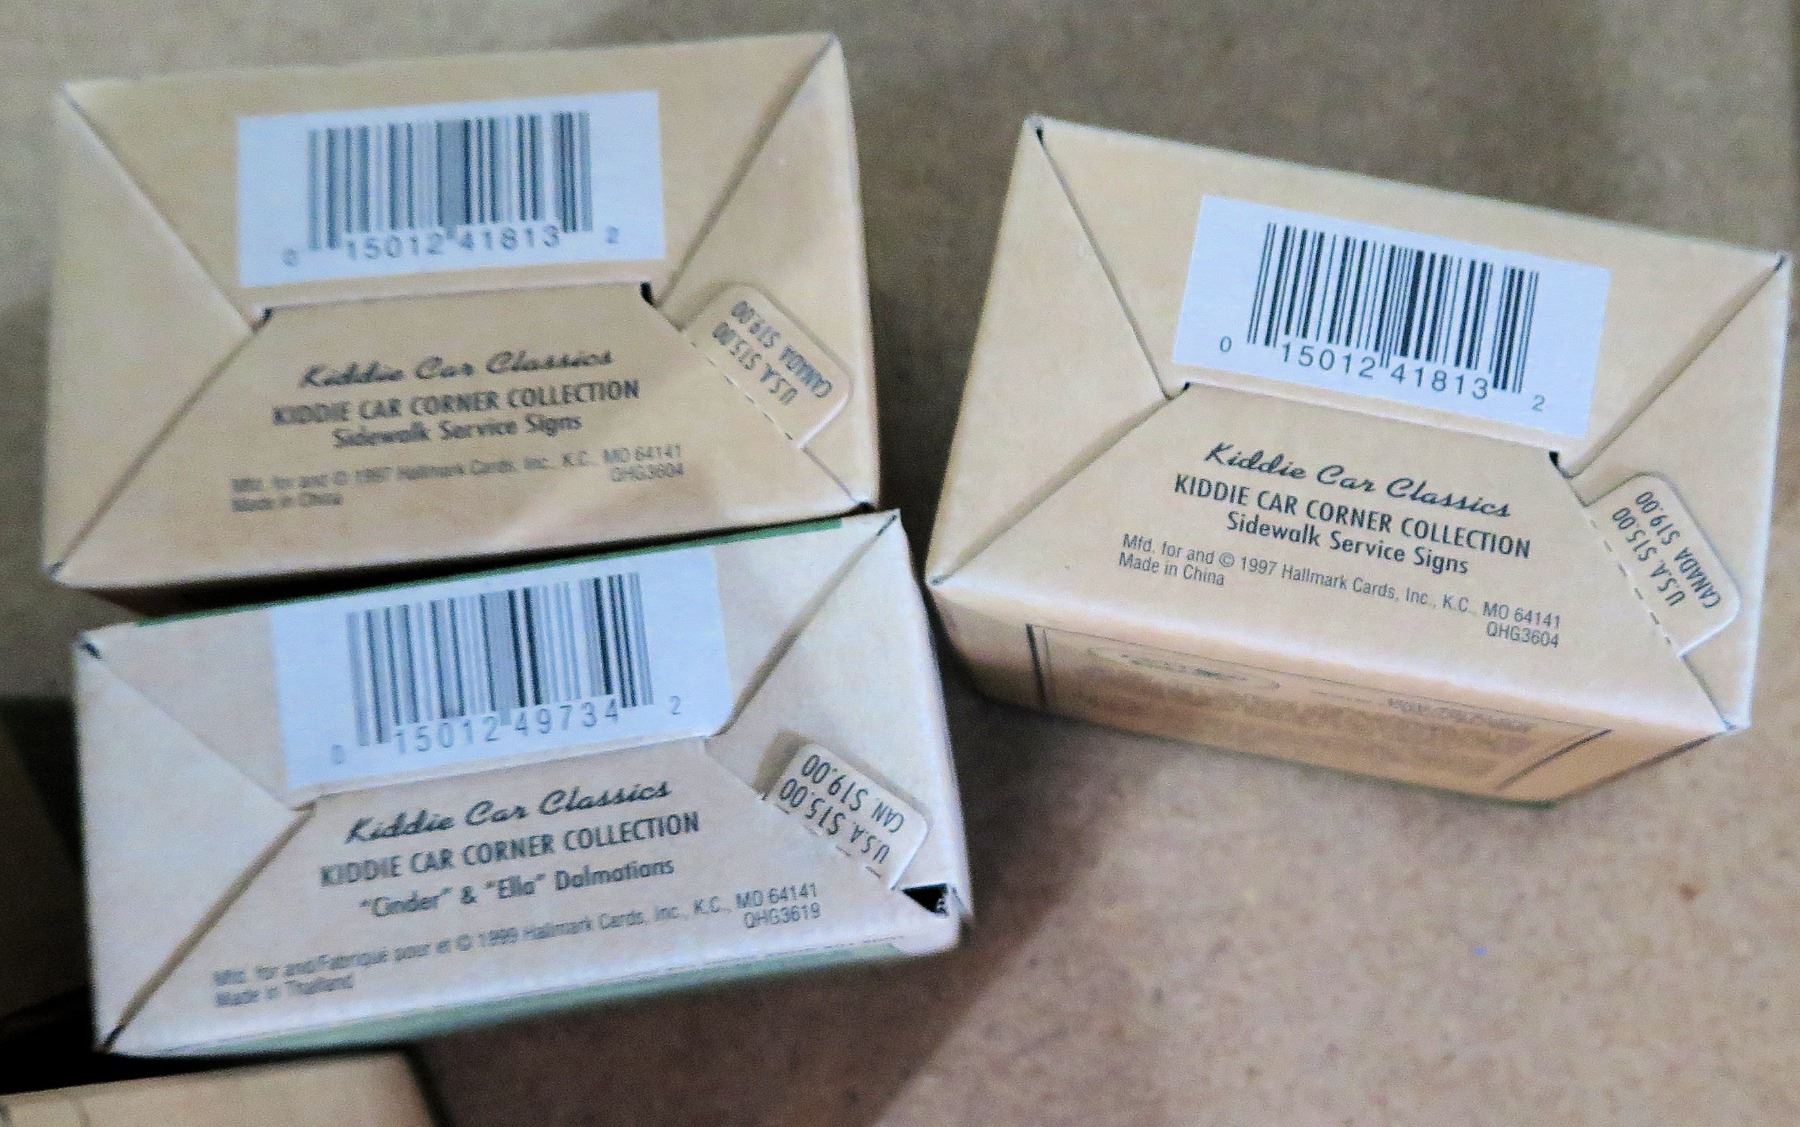 0 15012 41813 2
CANADA $19.00
U.S.A. $15.00
Kiddie Car Classics
KIDDIE CAR CORNER COLLECTION
Sidewalk Service Signs
Mfd. for and © 1997 Hallmark Cards, Inc., K.C., MO 64141
QHG3604
Made in China
0 15012 41813 2
CANADA $19.00
U.S.A. $15.00
Kiddie Car Classics
KIDDIE CAR CORNER COLLECTION
Sidewalk Service Signs
Mfd. for and © 1997 Hallmark Cards, Inc., K.C., MO 64141
Made in China
QHG3604
0 15012 49734 2
CAN $19.00
U.S.A. $15.00
Kiddie Car Classics
KIDDIE CAR CORNER COLLECTION
"Cinder" & "Ella" Dalmatians
Mfd. for and/Fabriqué pour et © 1999 Hallmark Cards, Inc., K.C., MO 64141
QHG3619
Made in Thailand